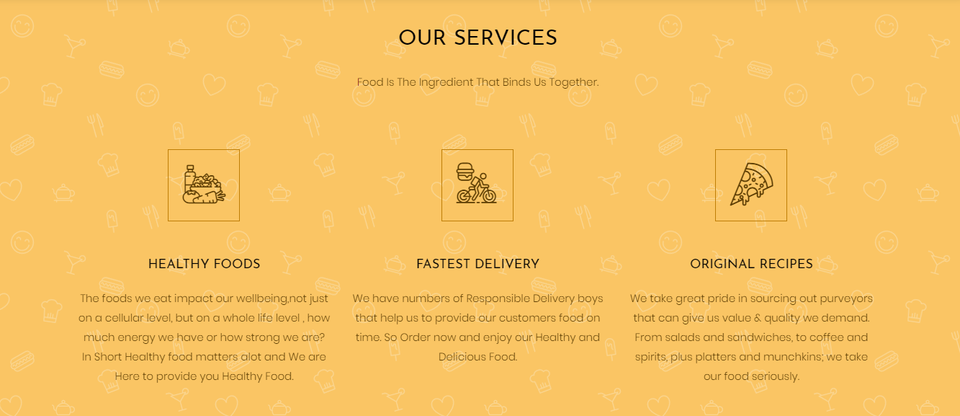 OUR SERVICES
Food Is The Ingredient That Binds Us Together.
HEALTHY FOODS
The foods we eat impact our wellbeing,not just
on a cellular level, but on a whole life level , how
much energy we have or how strong we are?
In Short Healthy food matters alot and We are
Here to provide you Healthy Food.
FASTEST DELIVERY
We have numbers of Responsible Delivery boys
that help us to provide our customers food on
time. So Order now and enjoy our Healthy and
Delicious Food.
ORIGINAL RECIPES
We take great pride in sourcing out purveyors
that can give us value & quality we demand.
From salads and sandwiches, to coffee and
spirits, plus platters and munchkins; we take
our food seriously.